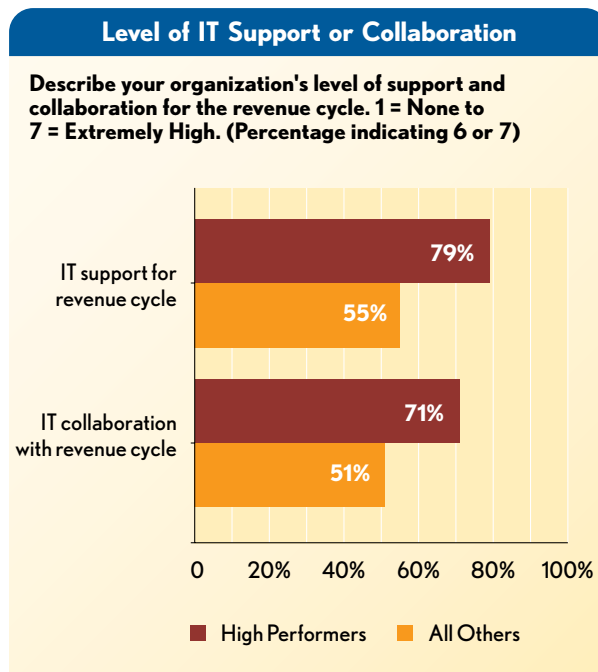 Level of IT Support or Collaboration
Describe your organization's level of support and
collaboration for the revenue cycle. 1 = None to
7 = Extremely High. (Percentage indicating 6 or 7)
IT support for
revenue cycle
79%
55%
IT collaboration
with revenue cycle
71%
51%
0 20% 40% 60% 80% 100%
High Performers All Others